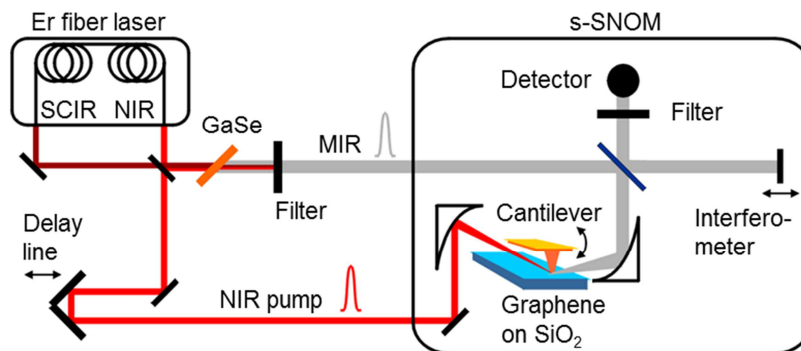 Er fiber laser
SCIR
NIR
GaSe
MIR
Filter
s-SNOM
Detector
Filter
Interfero-
meter
Cantilever
Graphene
on SiO₂
Delay
line
NIR pump